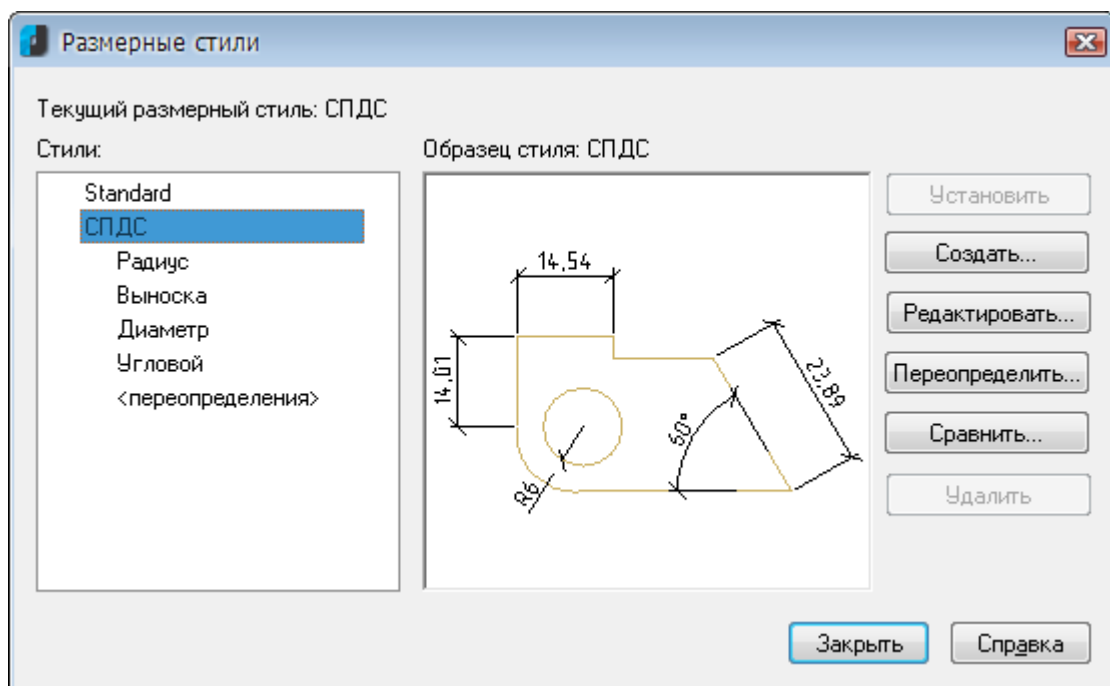 Размерные стили
Текущий размерный стиль: СПДС
Стили:
Образец стиля: СПДС
Standard
СПДС
Радиус
Выноска
Диаметр
Угловой
<переопределения>
14,54
14,01
23,89
60°
R6
Установить
Создать...
Редактировать...
Переопределить...
Сравнить...
Удалить
Закрыть
Справка